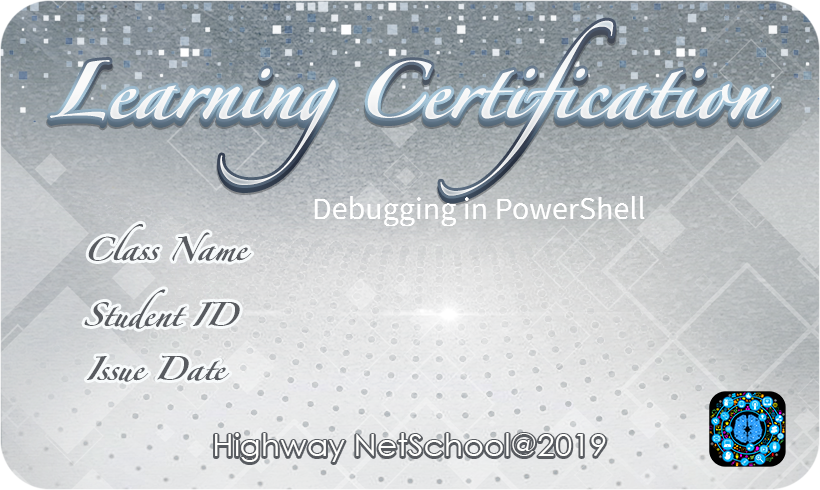 Learning Certification
Debugging in PowerShell
Class Name
Student ID
Issue Date
Highway NetSchool@2019